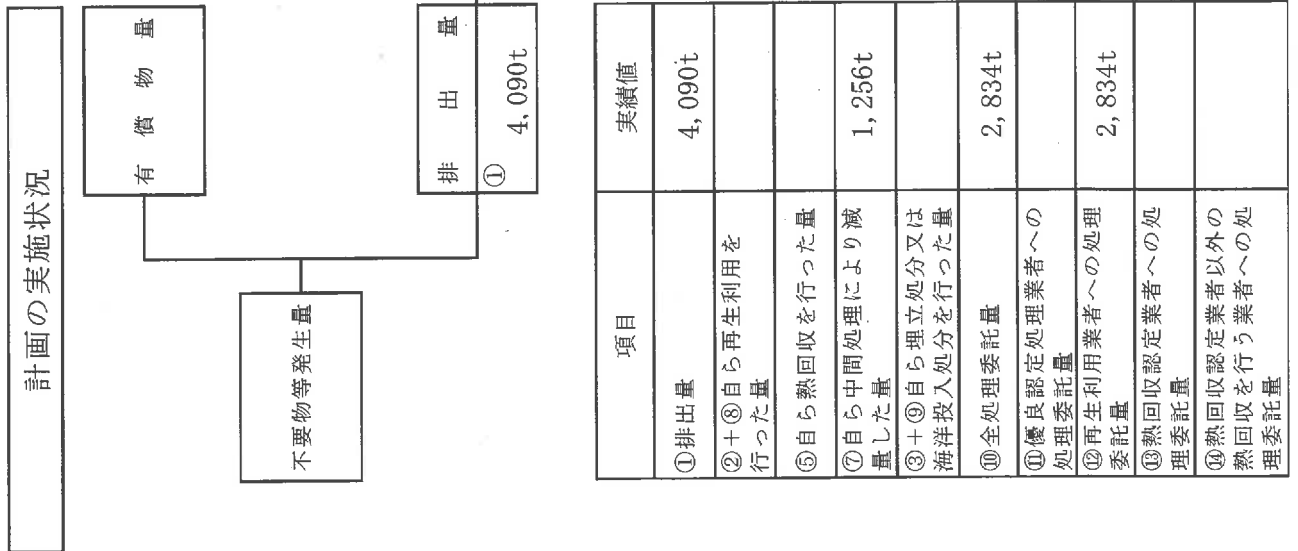 計画の実施状況
有償物量
不要物等発生量
排出量
①
4,090t
項目 実績値
①排出量 4,090t
②+⑧自ら再生利用を
行った量
⑤自ら熱回収を行った量
⑦自ら中間処理により減
量した量 1,256t
③+⑨自ら埋立処分又は
海洋投入処分を行った量
⑩全処理委託量 2,834t
⑪優良認定処理業者への
処理委託量
⑫再生利用業者への処理
委託量 2,834t
⑬熱回収認定業者への処
理委託量
⑭熱回収認定業者以外の
熱回収を行う業者への処
理委託量